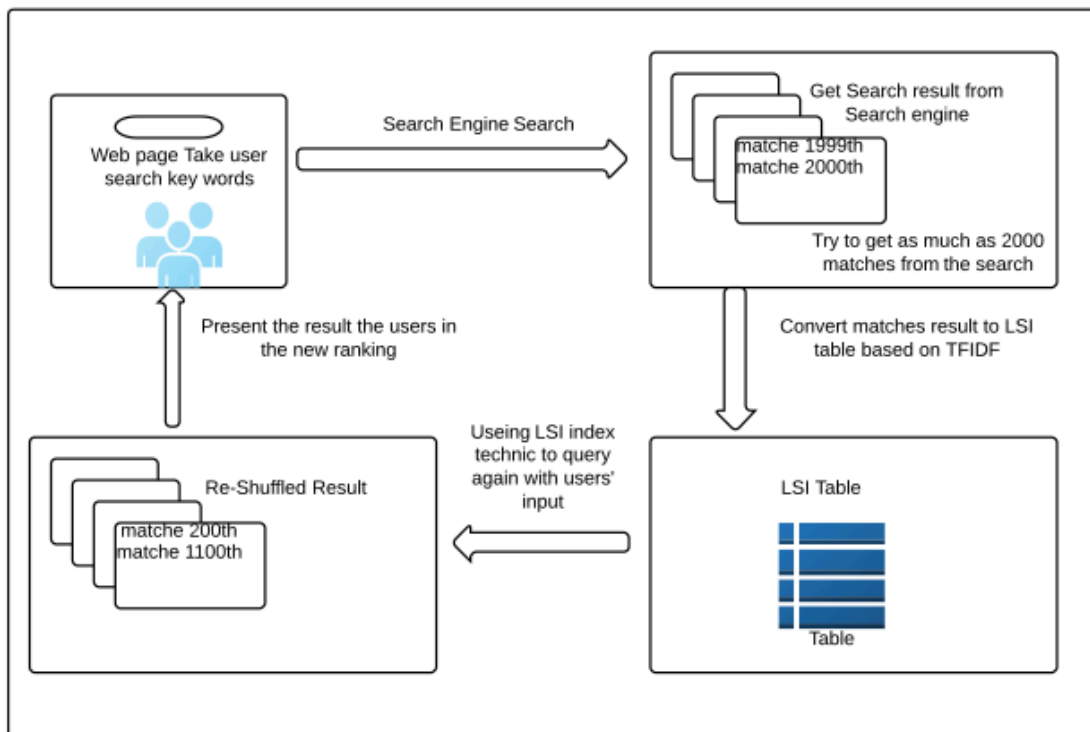 Web page Take user
search key words
Search Engine Search
Get Search result from
Search engine
matche 1999th
matche 2000th
Try to get as much as 2000
matches from the search
Convert matches result to LSI
table based on TFIDF
LSI Table
Table
Useing LSI index
technic to query
again with users'
input
Re-Shuffled Result
matche 200th
matche 1100th
Present the result the users in
the new ranking